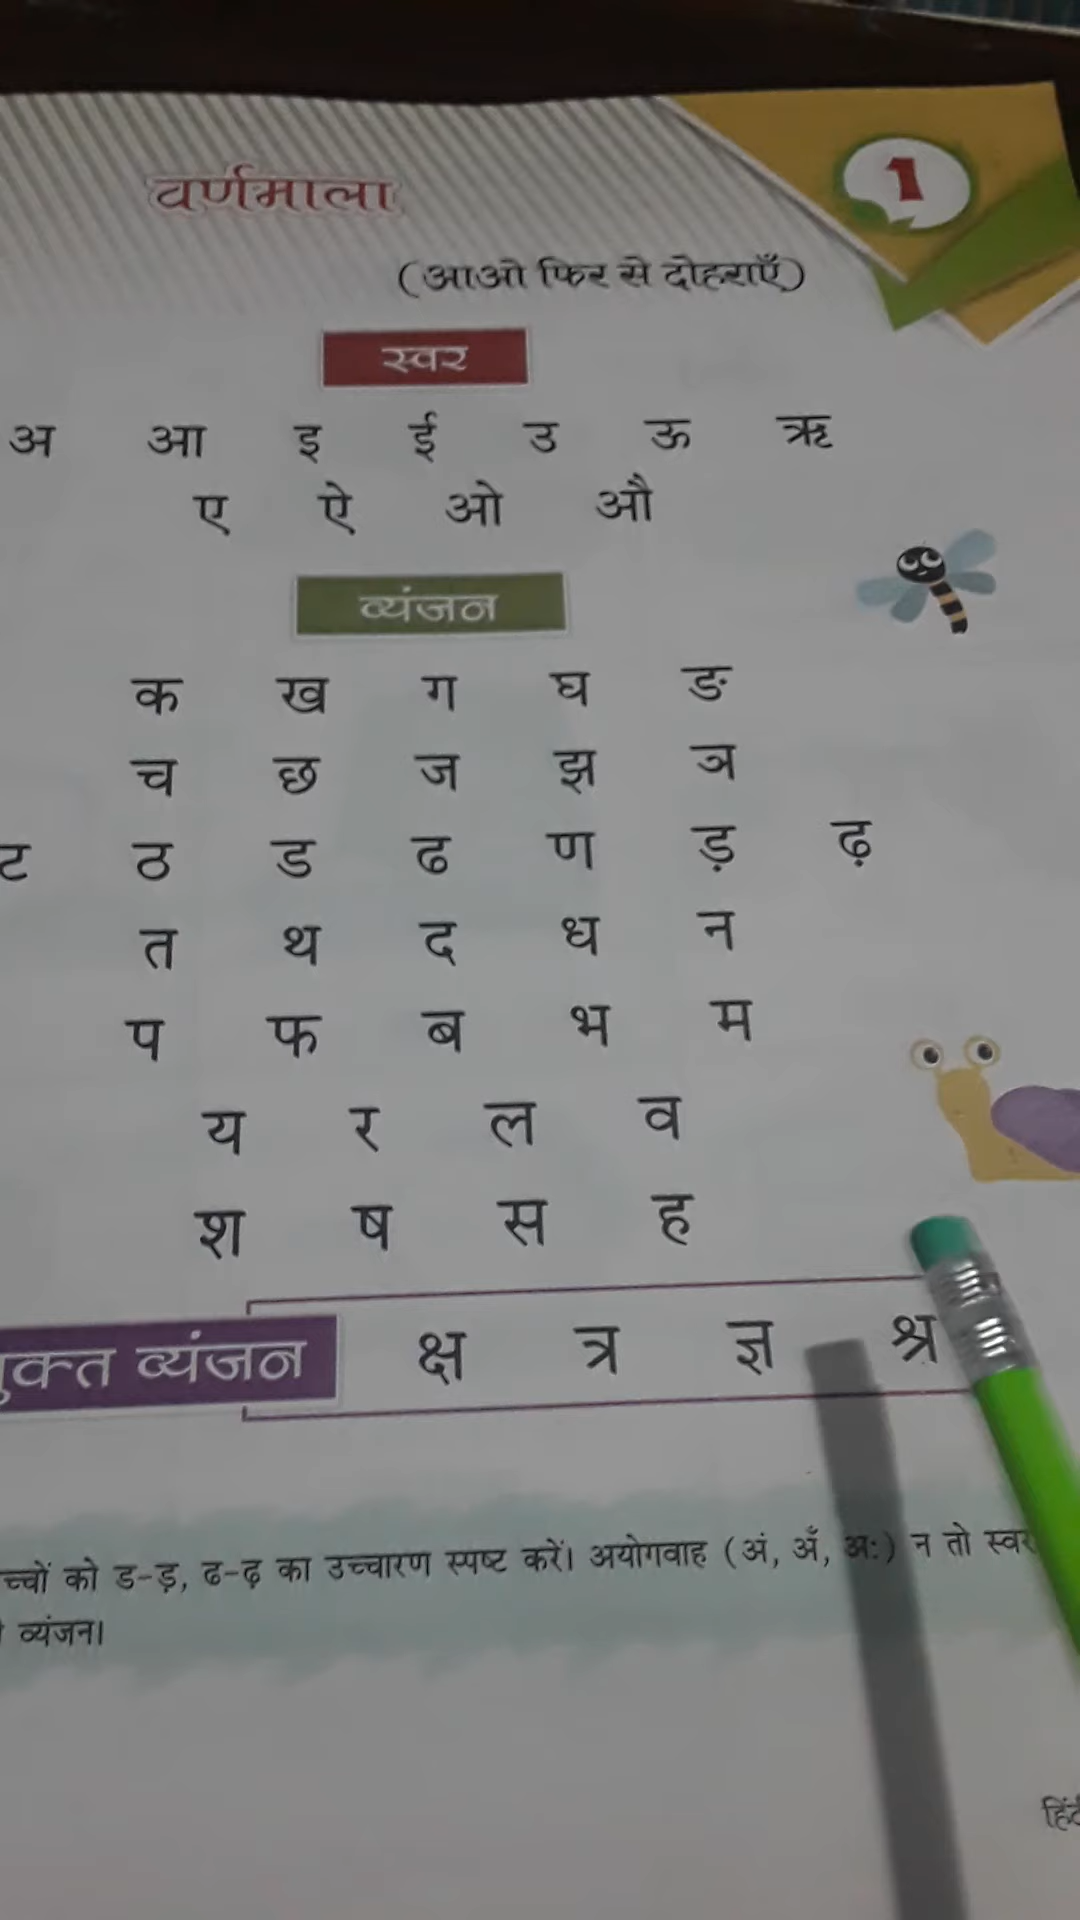 वर्णमाला
1
(आओ फिर से दोहराएँ)
स्वर
अ आ इ ई उ ऊ ऋ
ए ऐ ओ औ
व्यंजन
क ख ग घ ङ
च छ ज झ ञ
ट ठ ड ढ ण ड़ ढ़
त थ द ध न
प फ ब भ म
य र ल व
श ष स ह
व्यंजन क्ष त्र ज्ञ श्र
को ड-ड़, ढ-ढ़ का उच्चारण स्पष्ट करें। अयोगवाह (अं, अँ, अः) न तो स्वर
व्यंजन।